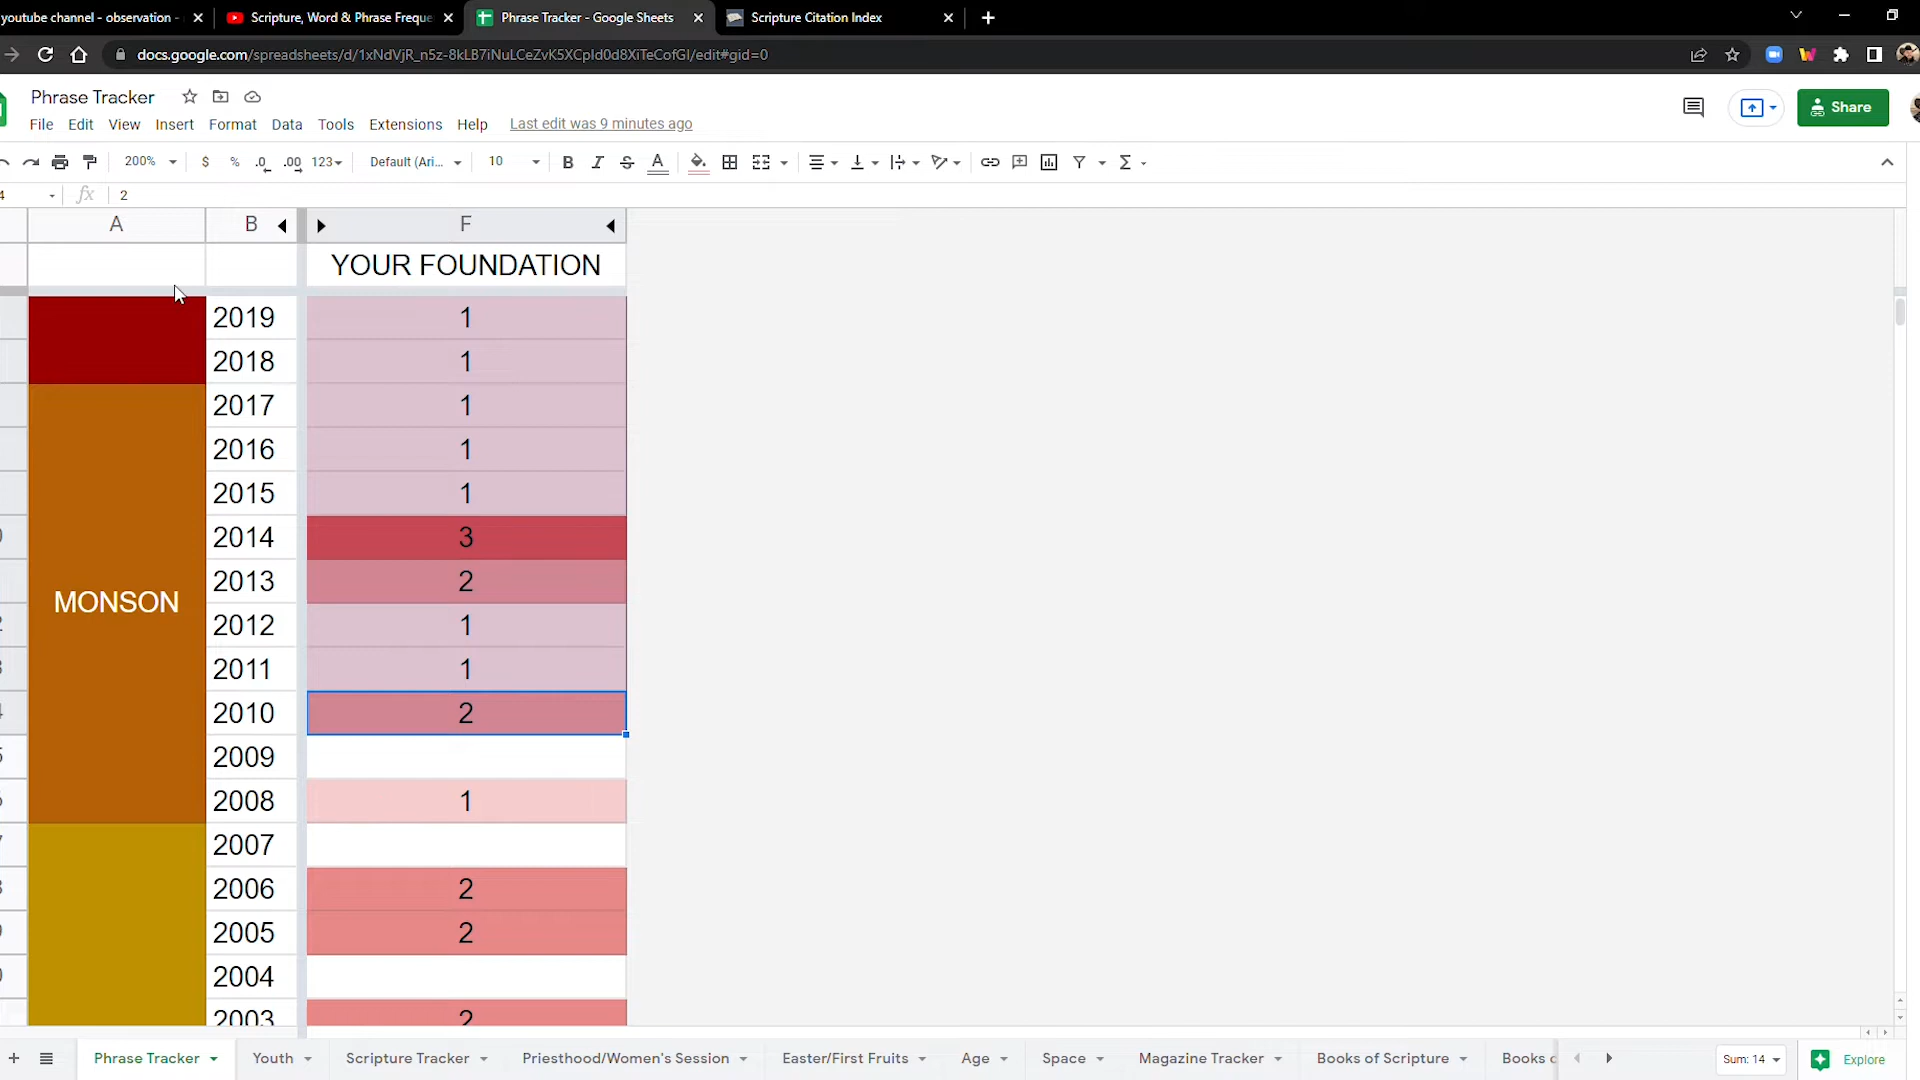 youtube channel - observation -
Scripture, Word & Phrase Freque
Phrase Tracker - Google Sheets
Scripture Citation Index
docs.google.com/spreadsheets/d/1xNdVjR_n5z-8kLB7iNuLCeZvK5XCpId0d8XiTeCofGI/edit#gid=0
Phrase Tracker
Share
File Edit View Insert Format Data Tools Extensions Help Last edit was 9 minutes ago
200% $ % .0 .00 123 Default (Ari... 10 B I S A Σ
4 fx 2
A B F
YOUR FOUNDATION
2019 1
2018 1
2017 1
2016 1
2015 1
2014 3
2013 2
MONSON
2012 1
2011 1
2010 2
2009
2008 1
2007
2006 2
2005 2
2004
2003 2
Phrase Tracker Youth Scripture Tracker Priesthood/Women's Session Easter/First Fruits Age Space Magazine Tracker Books of Scripture Books Sum: 14 Explore